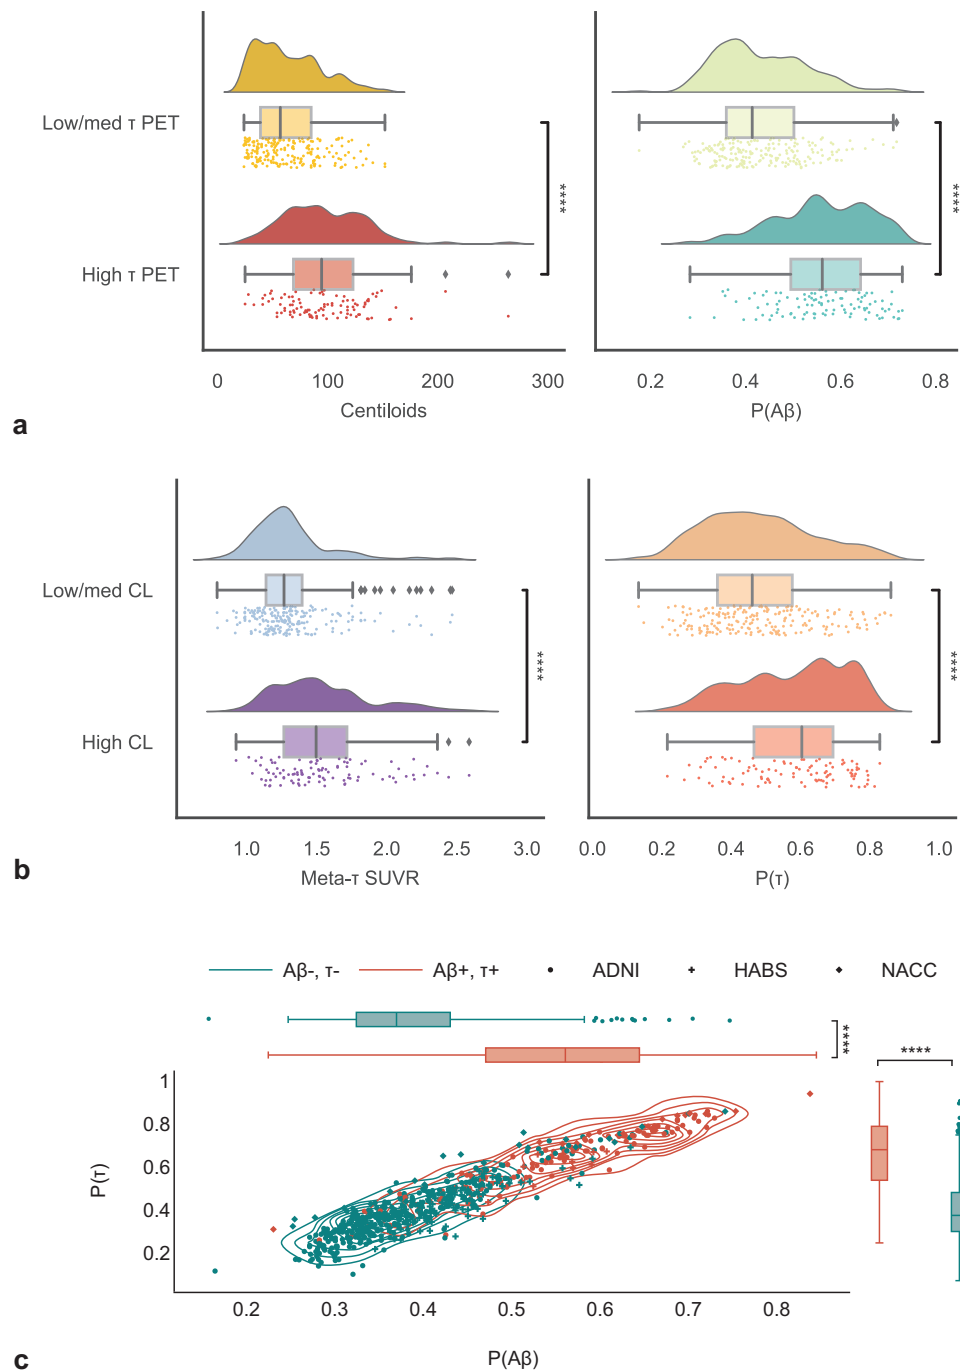 Low/med τ PET
High τ PET
****
****
0 100 200 300
Centiloids
0.2 0.4 0.6 0.8
P(Aβ)
a
Low/med CL
High CL
****
****
1.0 1.5 2.0 2.5 3.0
Meta-τ SUVR
0.0 0.2 0.4 0.6 0.8 1.0
P(τ)
b
Aβ-, τ- Aβ+, τ+ ADNI HABS NACC
****
****
1
0.8
0.6
0.4
0.2
P(τ)
0.2 0.3 0.4 0.5 0.6 0.7 0.8
P(Aβ)
c